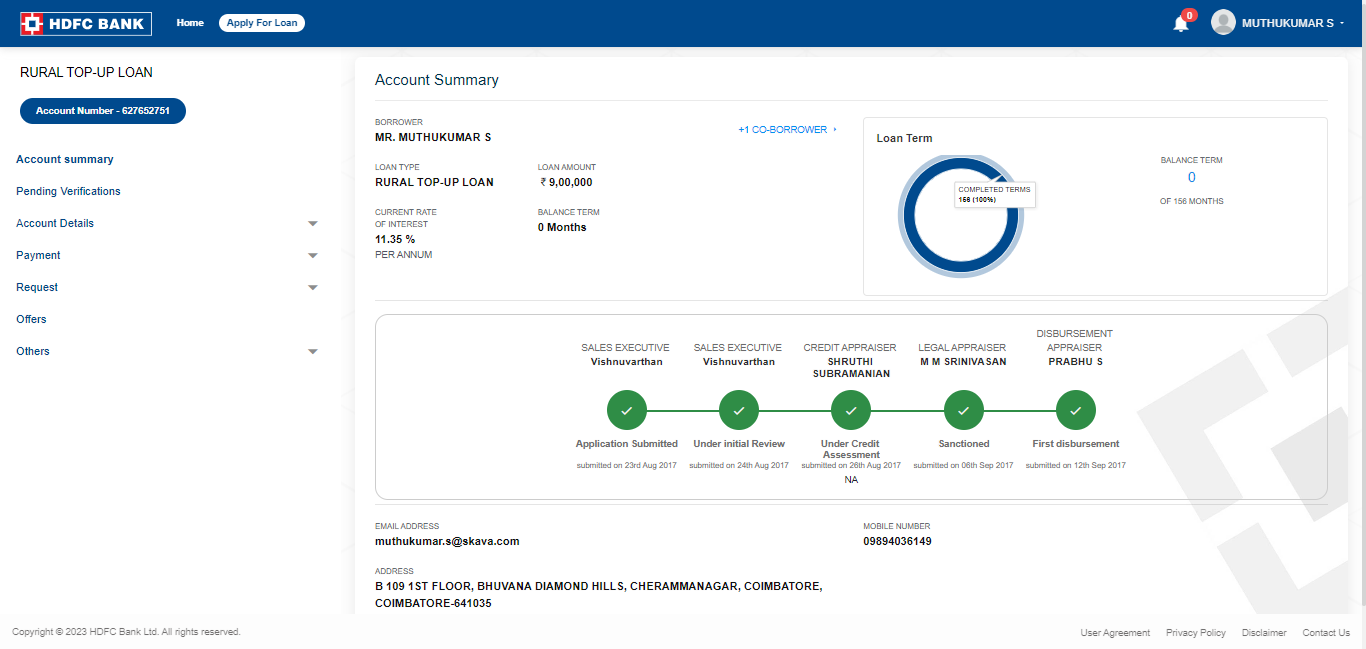 HDFC BANK
Home
Apply For Loan
0
MUTHUKUMAR S
RURAL TOP-UP LOAN
Account Number - 627652751
Account summary
Pending Verifications
Account Details
Payment
Request
Offers
Others
Account Summary
BORROWER
MR. MUTHUKUMAR S
+1 CO-BORROWER
LOAN TYPE
RURAL TOP-UP LOAN
LOAN AMOUNT
₹ 9,00,000
CURRENT RATE
OF INTEREST
11.35 %
PER ANNUM
BALANCE TERM
0 Months
Loan Term
COMPLETED TERMS
156 (100%)
BALANCE TERM
0
OF 156 MONTHS
SALES EXECUTIVE
Vishnuvarthan
Application Submitted
submitted on 23rd Aug 2017
SALES EXECUTIVE
Vishnuvarthan
Under initial Review
submitted on 24th Aug 2017
CREDIT APPRAISER
SHRUTHI
SUBRAMANIAN
Under Credit
Assessment
submitted on 26th Aug 2017
NA
LEGAL APPRAISER
M M SRINIVASAN
Sanctioned
submitted on 06th Sep 2017
DISBURSEMENT
APPRAISER
PRABHU S
First disbursement
submitted on 12th Sep 2017
EMAIL ADDRESS
muthukumar.s@skava.com
MOBILE NUMBER
09894036149
ADDRESS
B 109 1ST FLOOR, BHUVANA DIAMOND HILLS, CHERAMMANAGAR, COIMBATORE,
COIMBATORE-641035
Copyright © 2023 HDFC Bank Ltd. All rights reserved.
User Agreement
Privacy Policy
Disclaimer
Contact Us